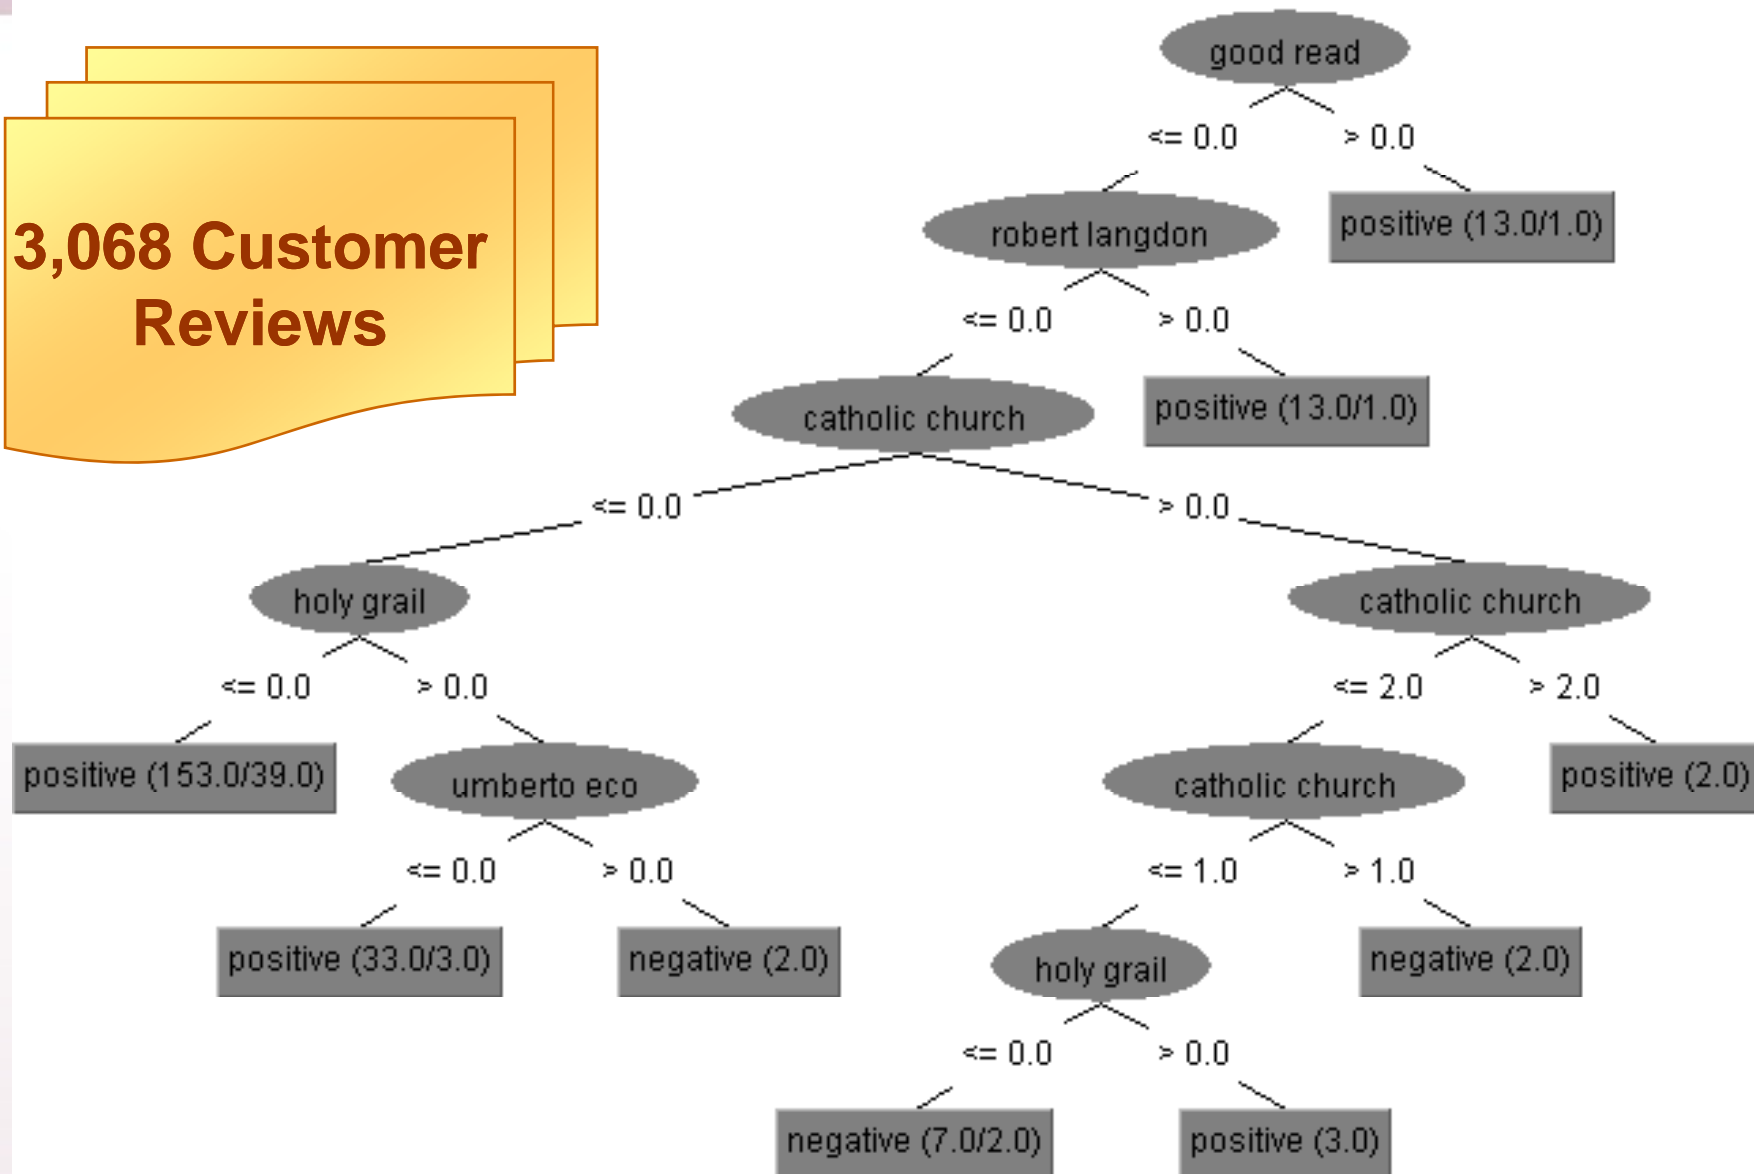 3,068 Customer
Reviews
good read
<= 0.0
> 0.0
robert langdon
positive (13.0/1.0)
<= 0.0
> 0.0
catholic church
positive (13.0/1.0)
<= 0.0
> 0.0
holy grail
catholic church
<= 0.0
> 0.0
<= 2.0
> 2.0
positive (153.0/39.0)
umberto eco
catholic church
positive (2.0)
<= 0.0
> 0.0
<= 1.0
> 1.0
positive (33.0/3.0)
negative (2.0)
holy grail
negative (2.0)
<= 0.0
> 0.0
negative (7.0/2.0)
positive (3.0)